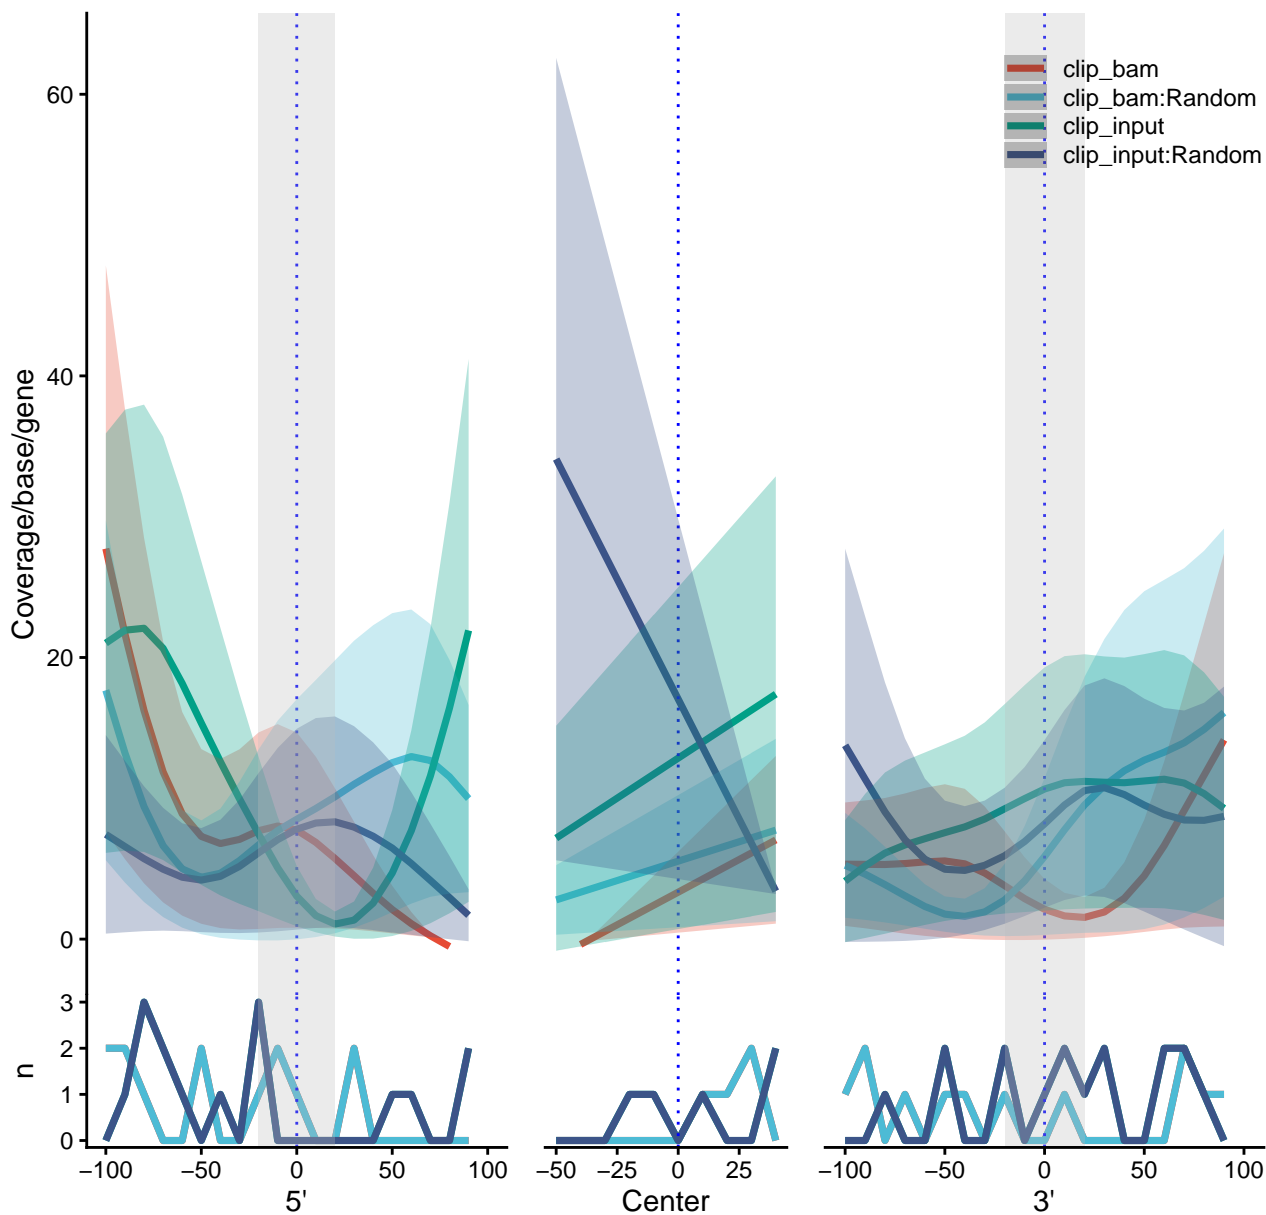 clip_bam
clip_bam:Random
clip_input
clip_input:Random
Coverage/base/gene
60
40
20
0
n
3
2
1
0
−100 −50 0 50 100
5'
−50 −25 0 25
Center
−100 −50 0 50 100
3'